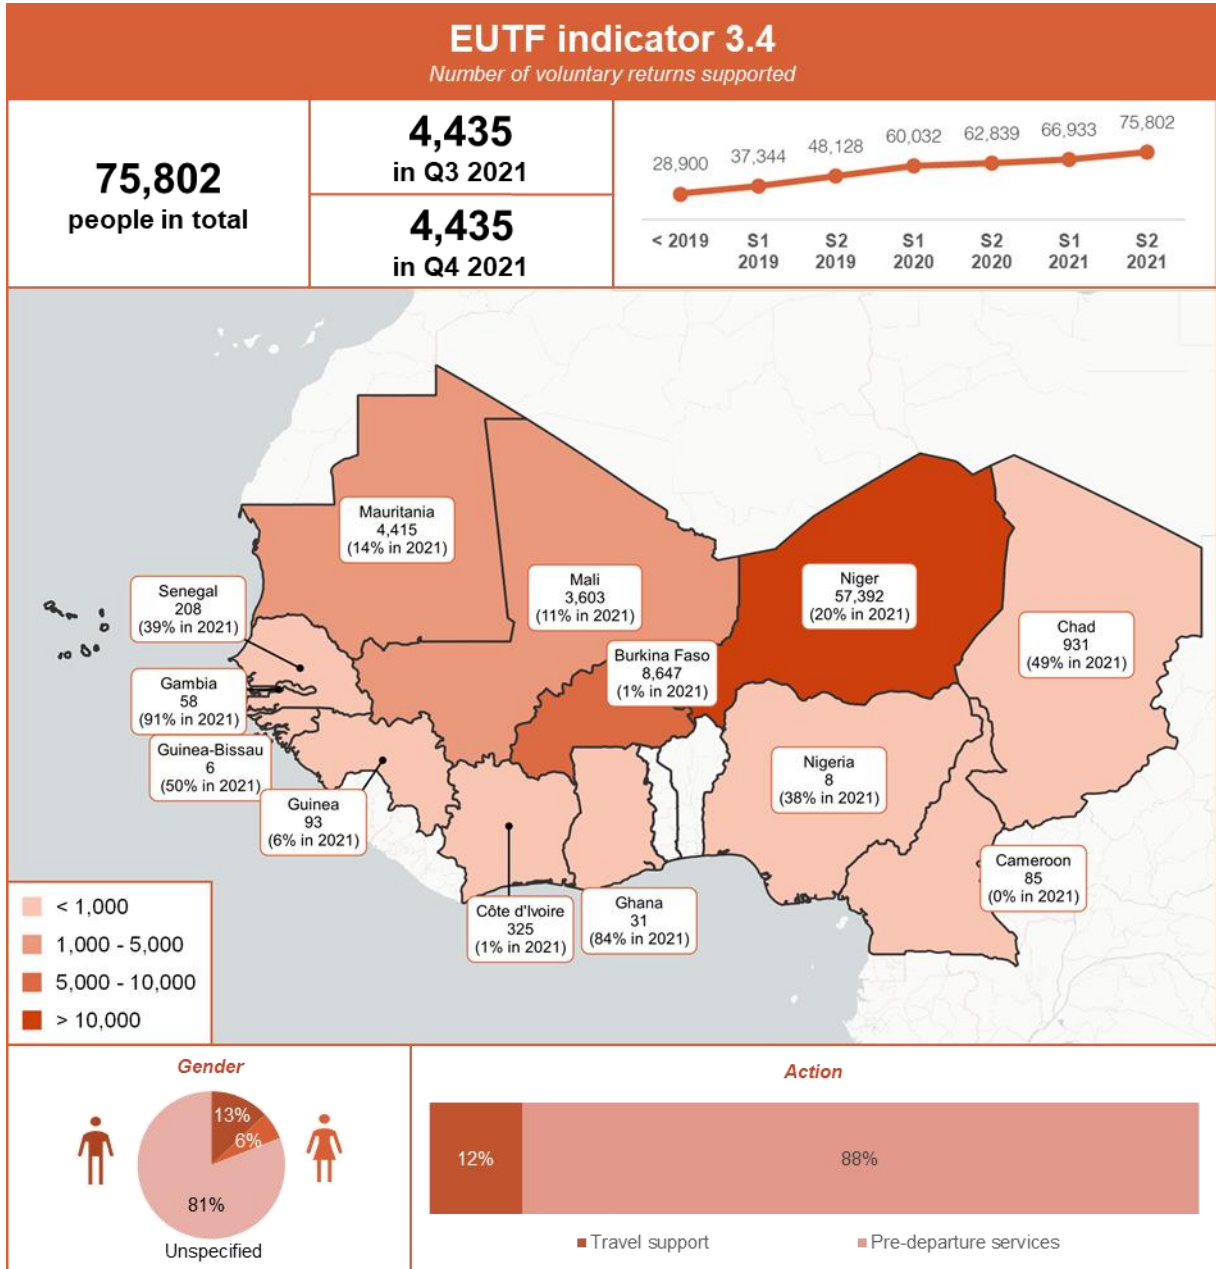 EUTF indicator 3.4
Number of voluntary returns supported
75,802
people in total
4,435
in Q3 2021
4,435
in Q4 2021
28,900
37,344
48,128
60,032
62,839
66,933
75,802
< 2019
S1
2019
S2
2019
S1
2020
S2
2020
S1
2021
S2
2021
Mauritania
4,415
(14% in 2021)
Mali
3,603
(11% in 2021)
Niger
57,392
(20% in 2021)
Chad
931
(49% in 2021)
Senegal
208
(39% in 2021)
Burkina Faso
8,647
(1% in 2021)
Gambia
58
(91% in 2021)
Guinea-Bissau
6
(50% in 2021)
Guinea
93
(6% in 2021)
Nigeria
8
(38% in 2021)
Cameroon
85
(0% in 2021)
Côte d'Ivoire
325
(1% in 2021)
Ghana
31
(84% in 2021)
< 1,000
1,000 - 5,000
5,000 - 10,000
> 10,000
Gender
13%
6%
81%
Unspecified
Action
12%
88%
Travel support
Pre-departure services